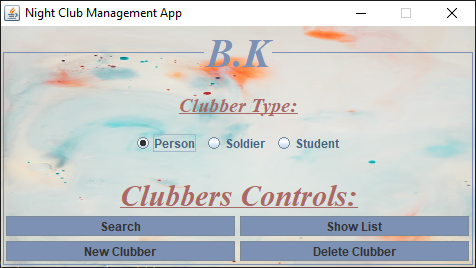 Night Club Management App
B.K
Clubber Type:
Person Soldier Student
Clubbers Controls:
Search Show List
New Clubber Delete Clubber